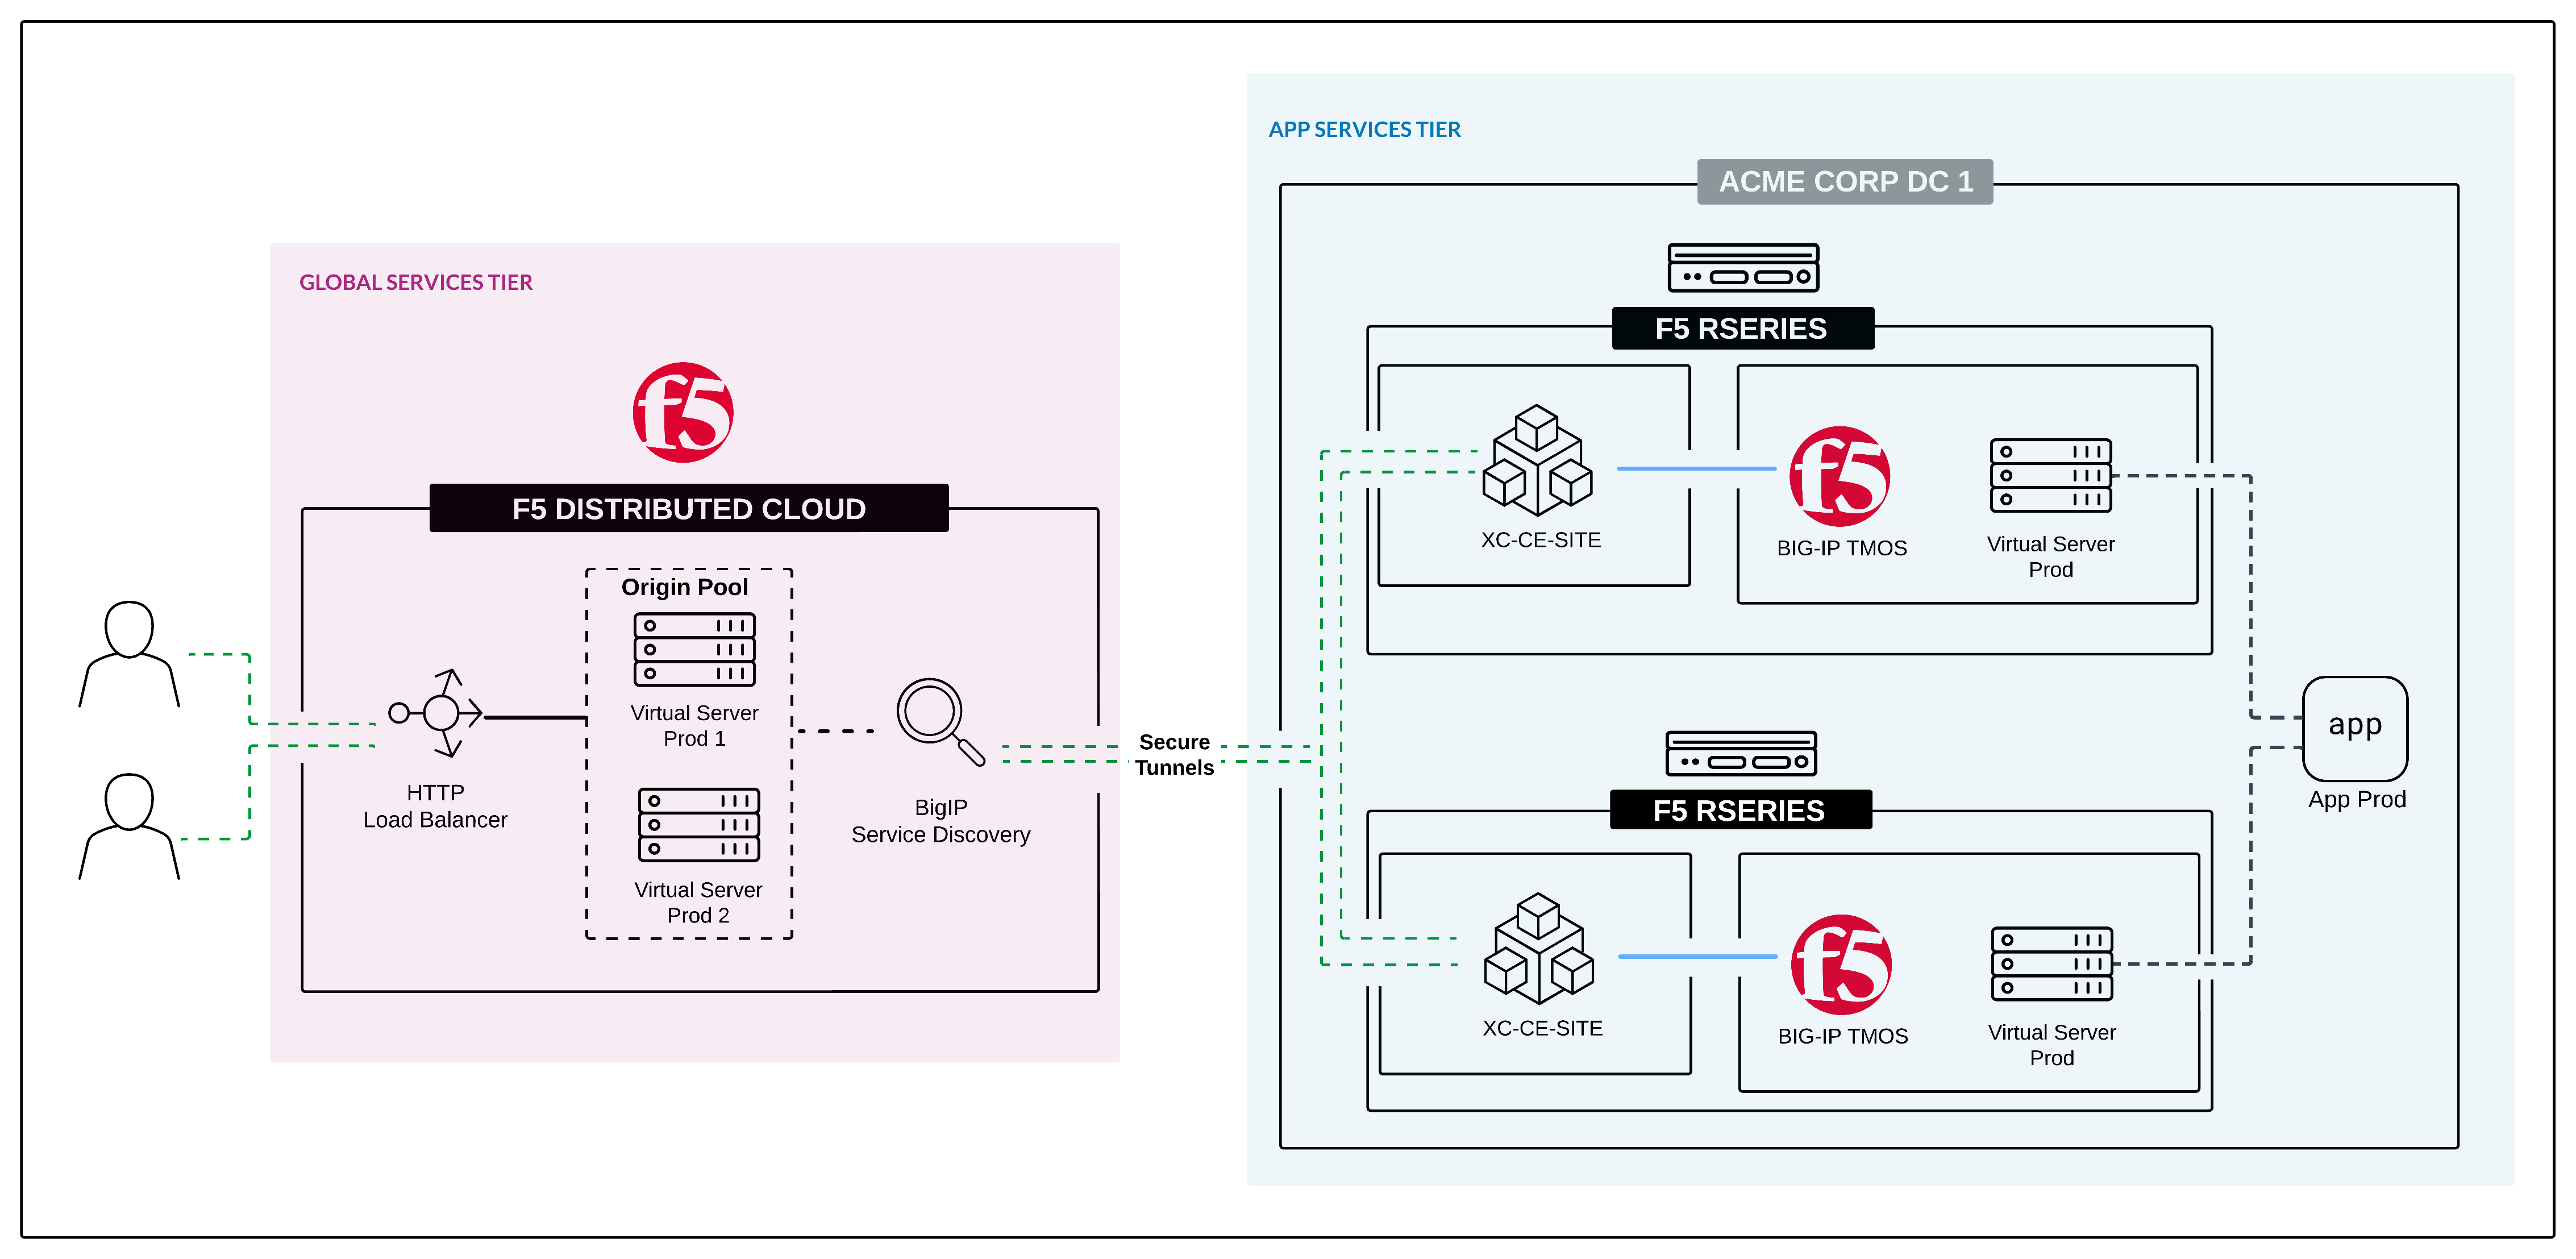 APP SERVICES TIER
ACME CORP DC 1
GLOBAL SERVICES TIER
f5
F5 DISTRIBUTED CLOUD
Origin Pool
Virtual Server
Prod 1
Virtual Server
Prod 2
HTTP
Load Balancer
BigIP
Service Discovery
Secure
Tunnels
F5 RSERIES
XC-CE-SITE
f5
BIG-IP TMOS
Virtual Server
Prod
F5 RSERIES
XC-CE-SITE
f5
BIG-IP TMOS
Virtual Server
Prod
app
App Prod